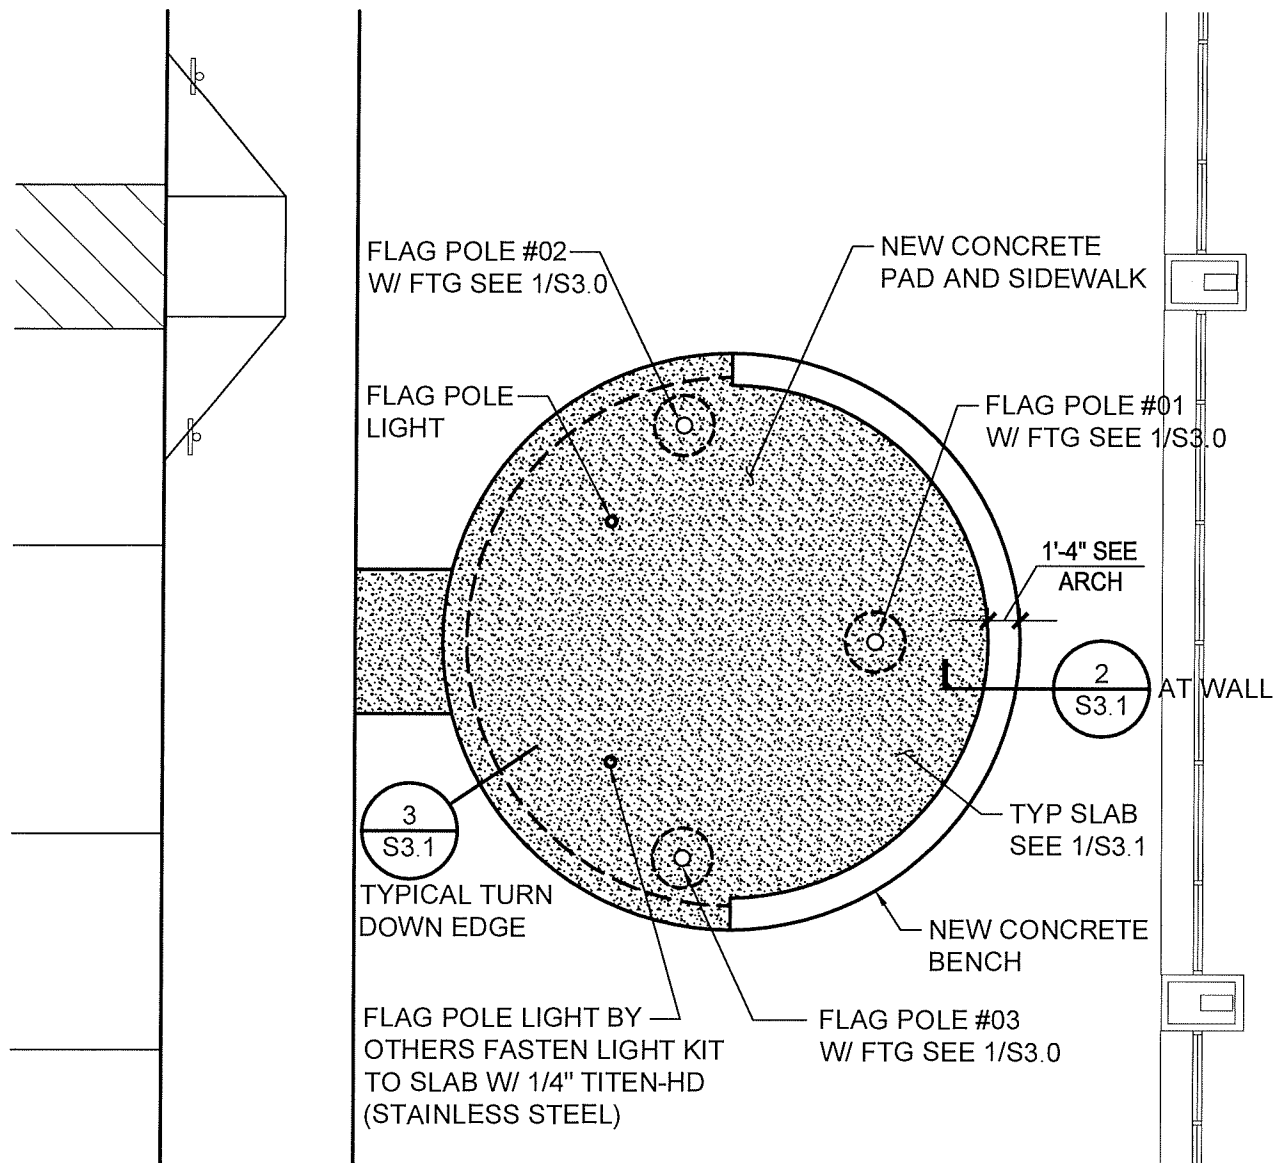 FLAG POLE #02
W/ FTG SEE 1/S3.0
NEW CONCRETE
PAD AND SIDEWALK
FLAG POLE
LIGHT
FLAG POLE #01
W/ FTG SEE 1/S3.0
1'-4" SEE
ARCH
2
S3.1
AT WALL
3
S3.1
TYPICAL TURN
DOWN EDGE
TYP SLAB
SEE 1/S3.1
NEW CONCRETE
BENCH
FLAG POLE LIGHT BY
OTHERS FASTEN LIGHT KIT
TO SLAB W/ 1/4" TITEN-HD
(STAINLESS STEEL)
FLAG POLE #03
W/ FTG SEE 1/S3.0